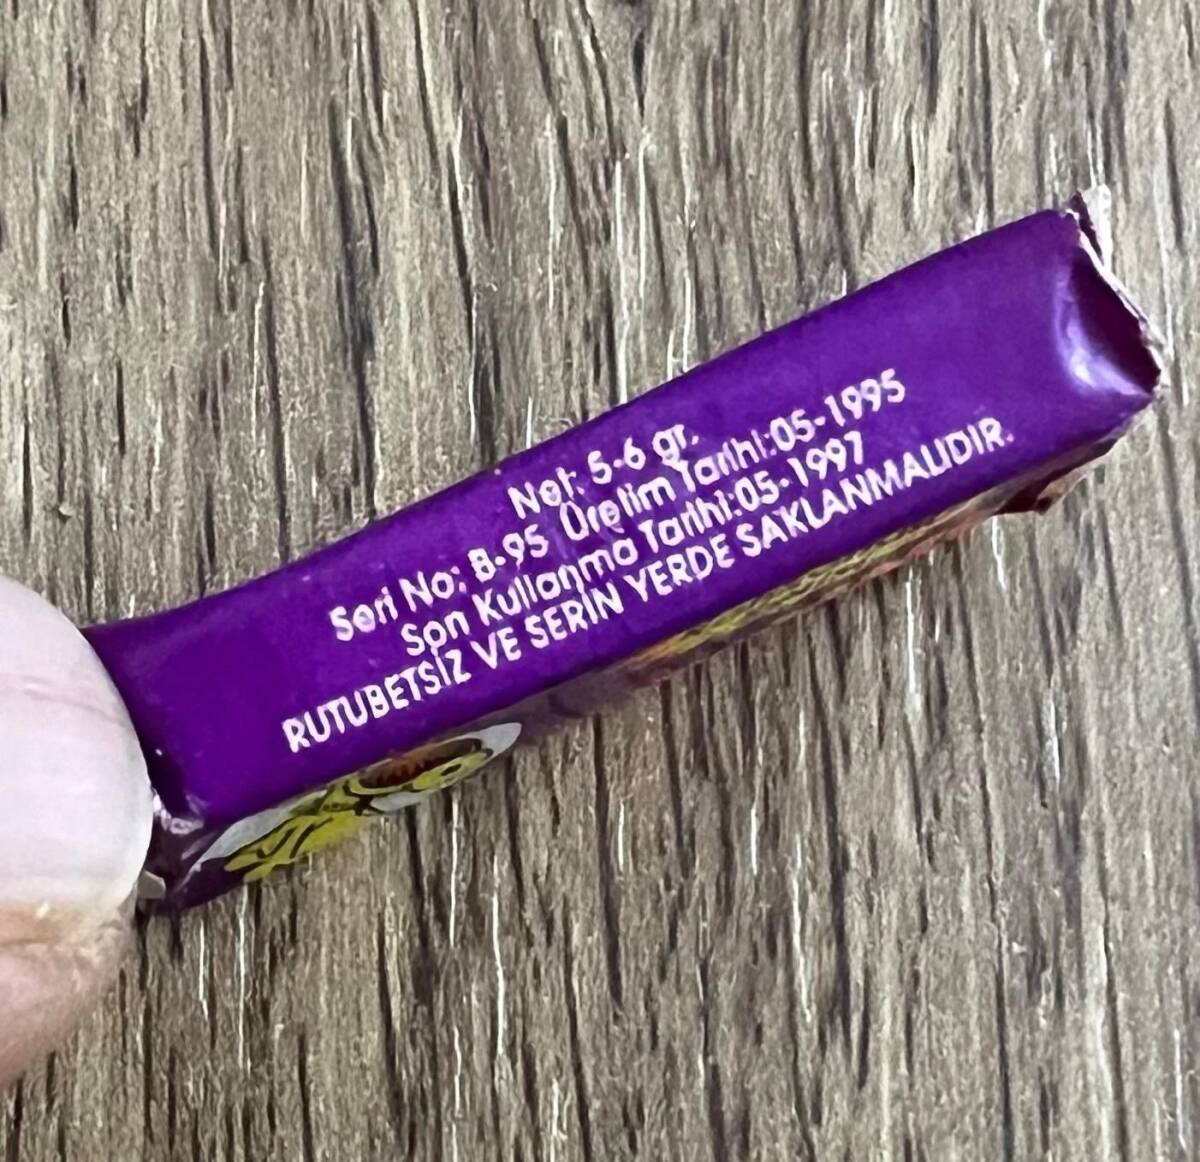 Net: 5-6 gr.
Seri No: 8-95 Üretim Tarihi:05-1995
Son Kullanma Tarihi:05-1997
RUTUBETSİZ VE SERİN YERDE SAKLANMALIDIR.